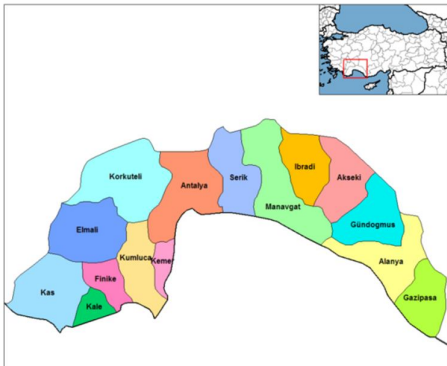 Korkuteli
Antalya
Serik
Ibradi
Akseki
Manavgat
Gündogmus
Elmali
Kumluca
Kemer
Alanya
Kas
Finike
Kale
Gazipasa